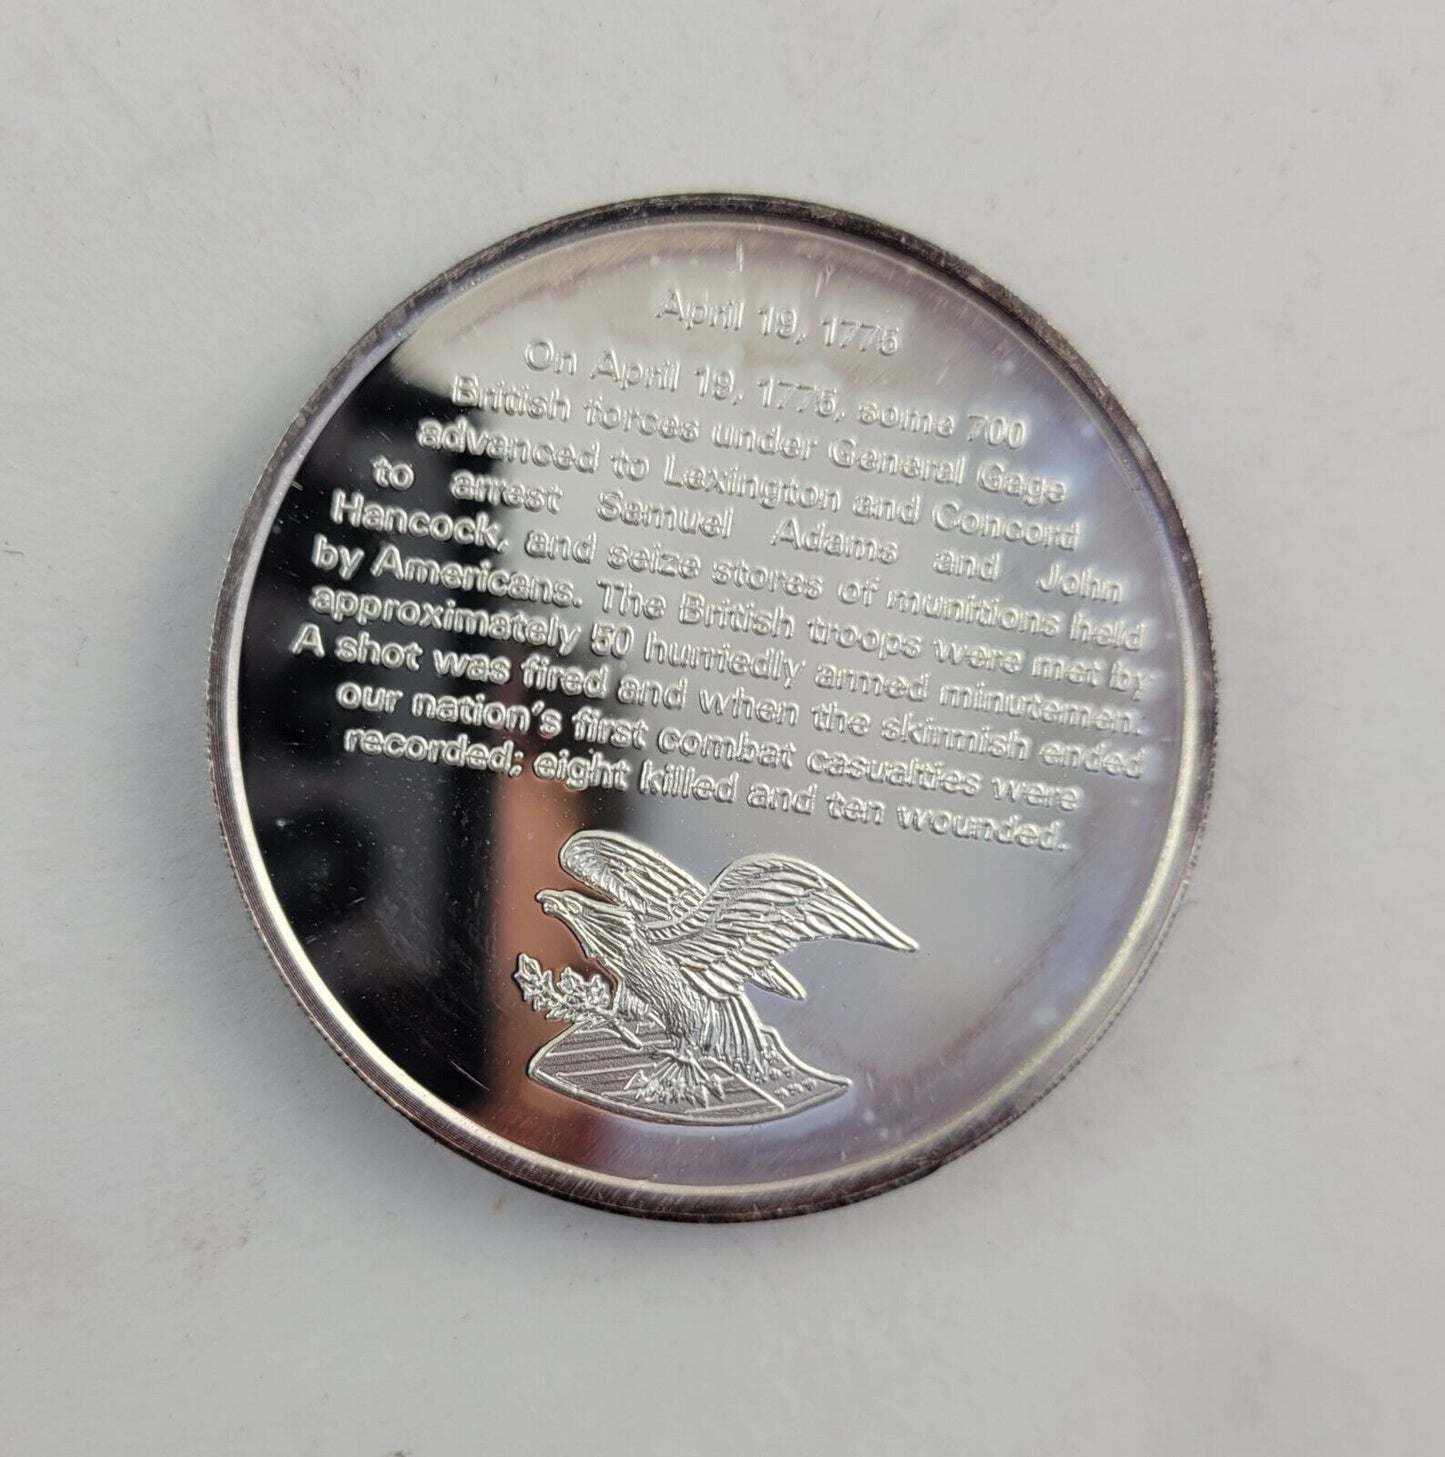 April 19, 1775
On April 19, 1775, some 700
British forces under General Gage
advanced to Lexington and Concord
to arrest Samuel Adams and John
Hancock, and seize stores of munitions held
by Americans. The British troops were met by
approximately 50 hurriedly armed minutemen.
A shot was fired and when the skirmish ended
our nation's first combat casualties were
recorded; eight killed and ten wounded.